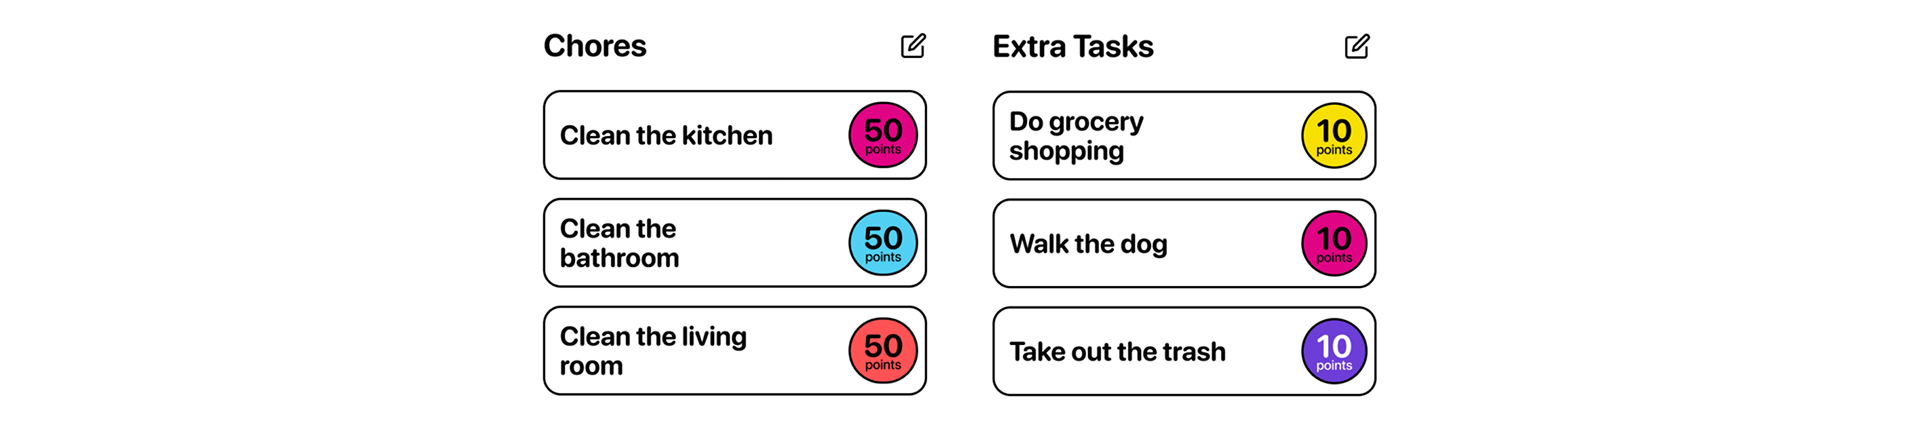 Chores
Clean the kitchen
50
points
Clean the
bathroom
50
points
Clean the living
room
50
points
Extra Tasks
Do grocery
shopping
10
points
Walk the dog
10
points
Take out the trash
10
points